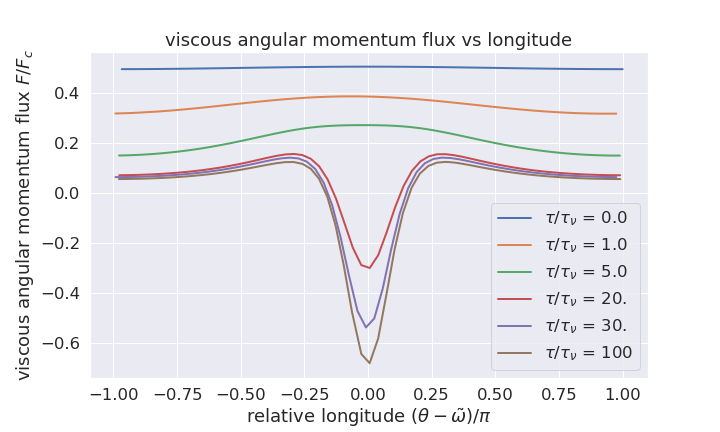 viscous angular momentum flux vs longitude
viscous angular momentum flux F/F_c
0.4
0.2
0.0
−0.2
−0.4
−0.6
τ/τ_ν = 0.0
τ/τ_ν = 1.0
τ/τ_ν = 5.0
τ/τ_ν = 20.
τ/τ_ν = 30.
τ/τ_ν = 100
−1.00 −0.75 −0.50 −0.25 0.00 0.25 0.50 0.75 1.00
relative longitude (θ − ω̃)/π